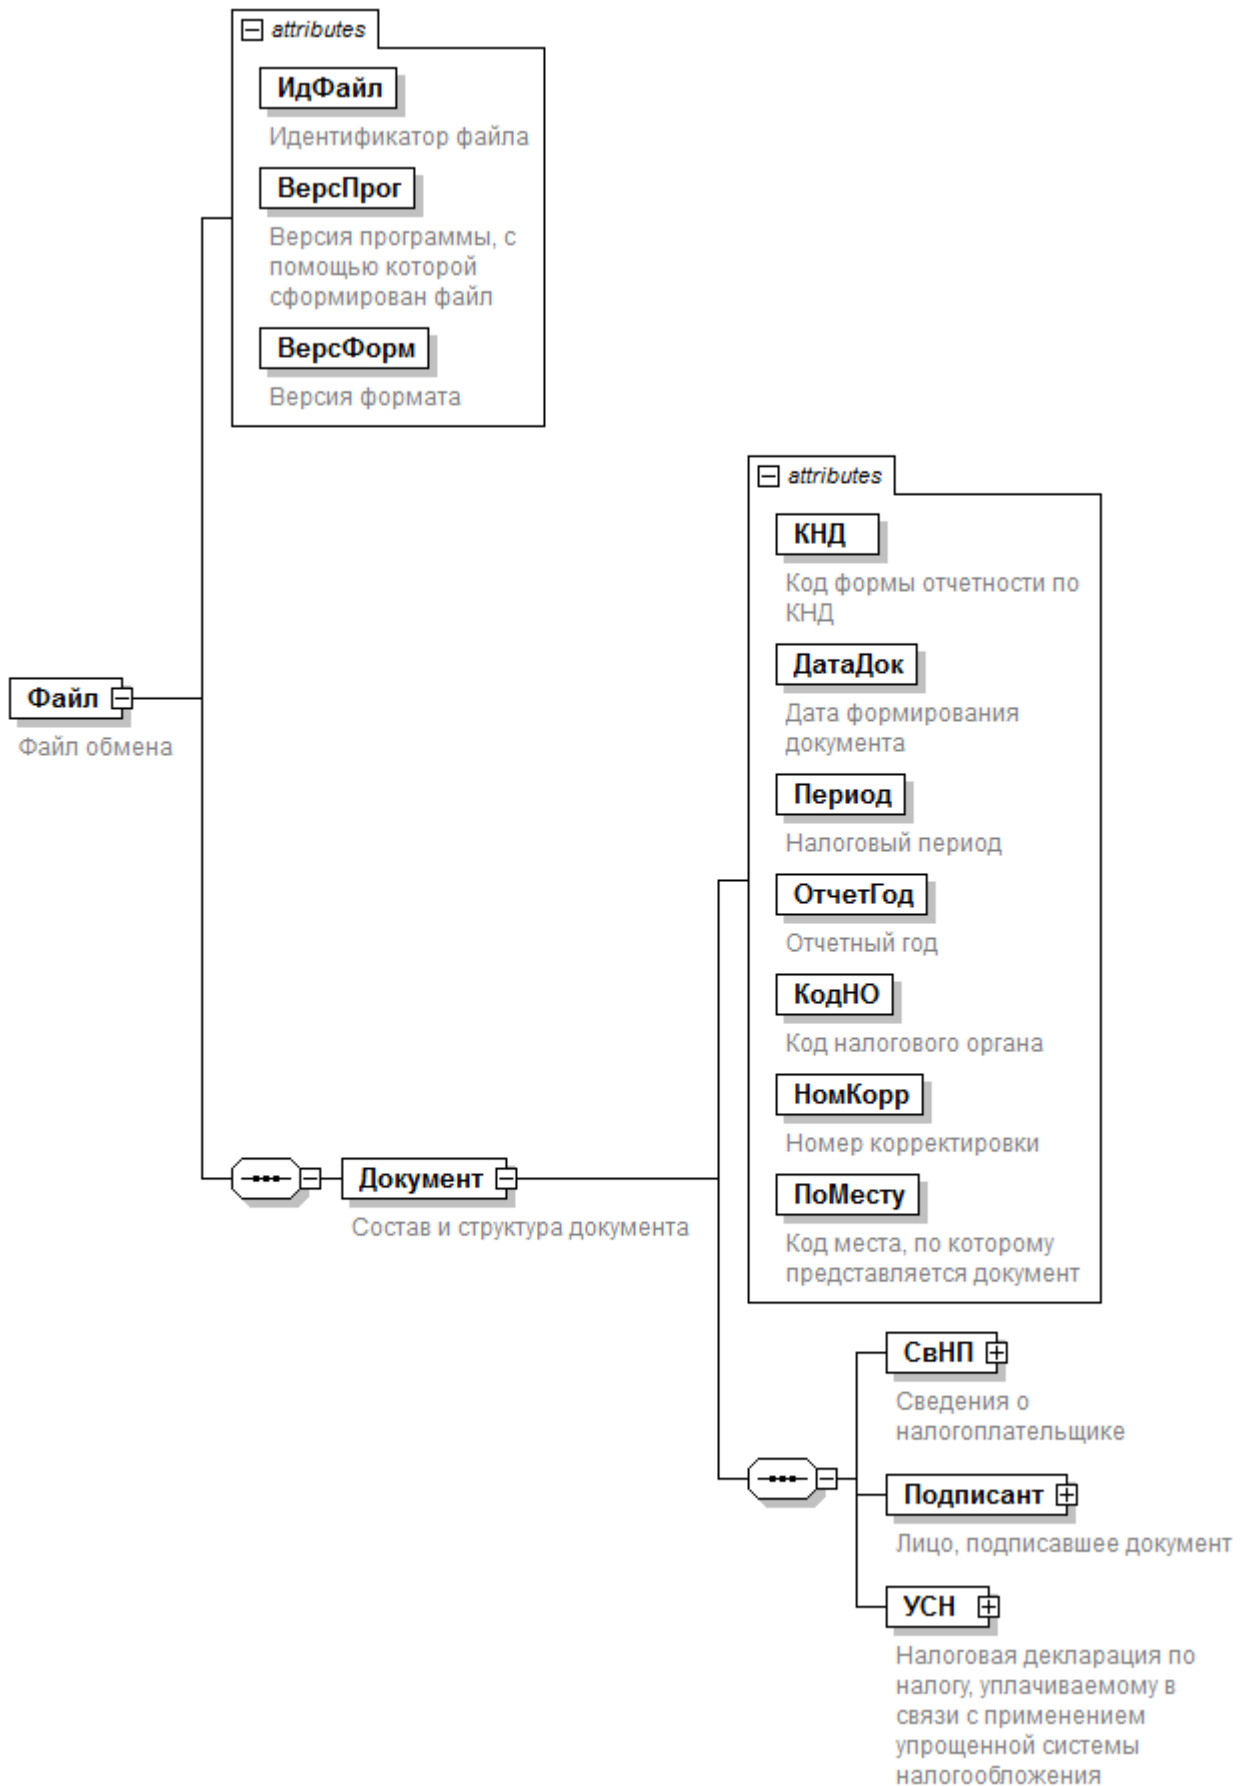 attributes
ИдФайл
Идентификатор файла
ВерсПрог
Версия программы, с
помощью которой
сформирован файл
ВерсФорм
Версия формата
Файл
Файл обмена
Документ
Состав и структура документа
attributes
КНД
Код формы отчетности по
КНД
ДатаДок
Дата формирования
документа
Период
Налоговый период
ОтчетГод
Отчетный год
КодНО
Код налогового органа
НомКорр
Номер корректировки
ПоМесту
Код места, по которому
представляется документ
СвНП
Сведения о
налогоплательщике
Подписант
Лицо, подписавшее документ
УСН
Налоговая декларация по
налогу, уплачиваемому в
связи с применением
упрощенной системы
налогообложения